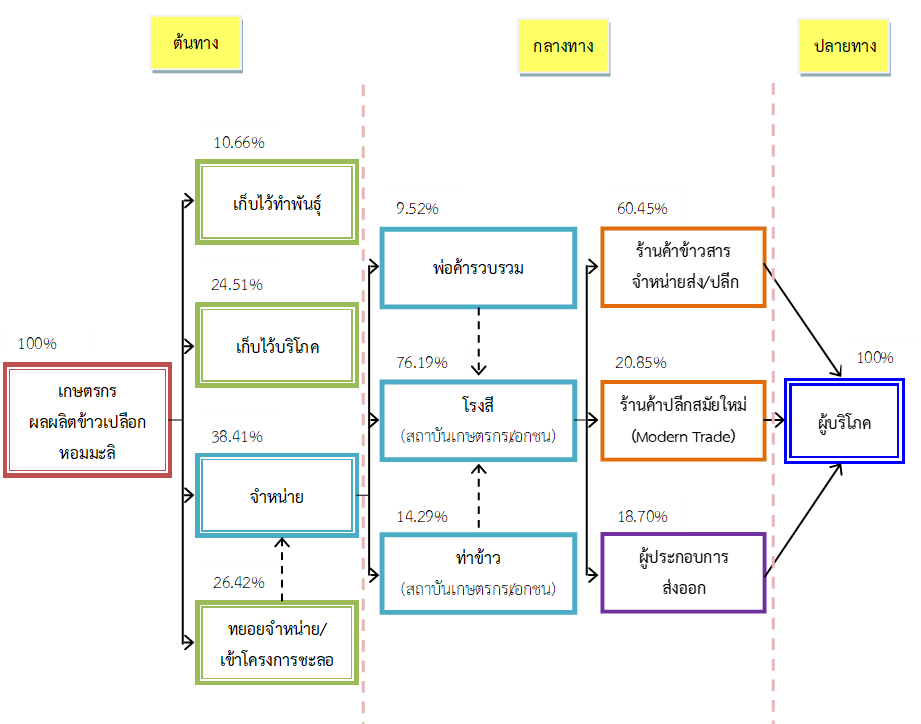 ต้นทาง
กลางทาง
ปลายทาง
10.66%
เก็บไว้ทำพันธุ์
24.51%
เก็บไว้บริโภค
100%
เกษตรกร
ผลผลิตข้าวเปลือก
หอมมะลิ
38.41%
จำหน่าย
26.42%
ทยอยจำหน่าย/
เข้าโครงการชะลอ
9.52%
พ่อค้ารวบรวม
76.19%
โรงสี
(สถาบันเกษตรกร/เอกชน)
14.29%
ท่าข้าว
(สถาบันเกษตรกร/เอกชน)
60.45%
ร้านค้าข้าวสาร
จำหน่ายส่ง/ปลีก
20.85%
ร้านค้าปลีกสมัยใหม่
(Modern Trade)
18.70%
ผู้ประกอบการ
ส่งออก
100%
ผู้บริโภค